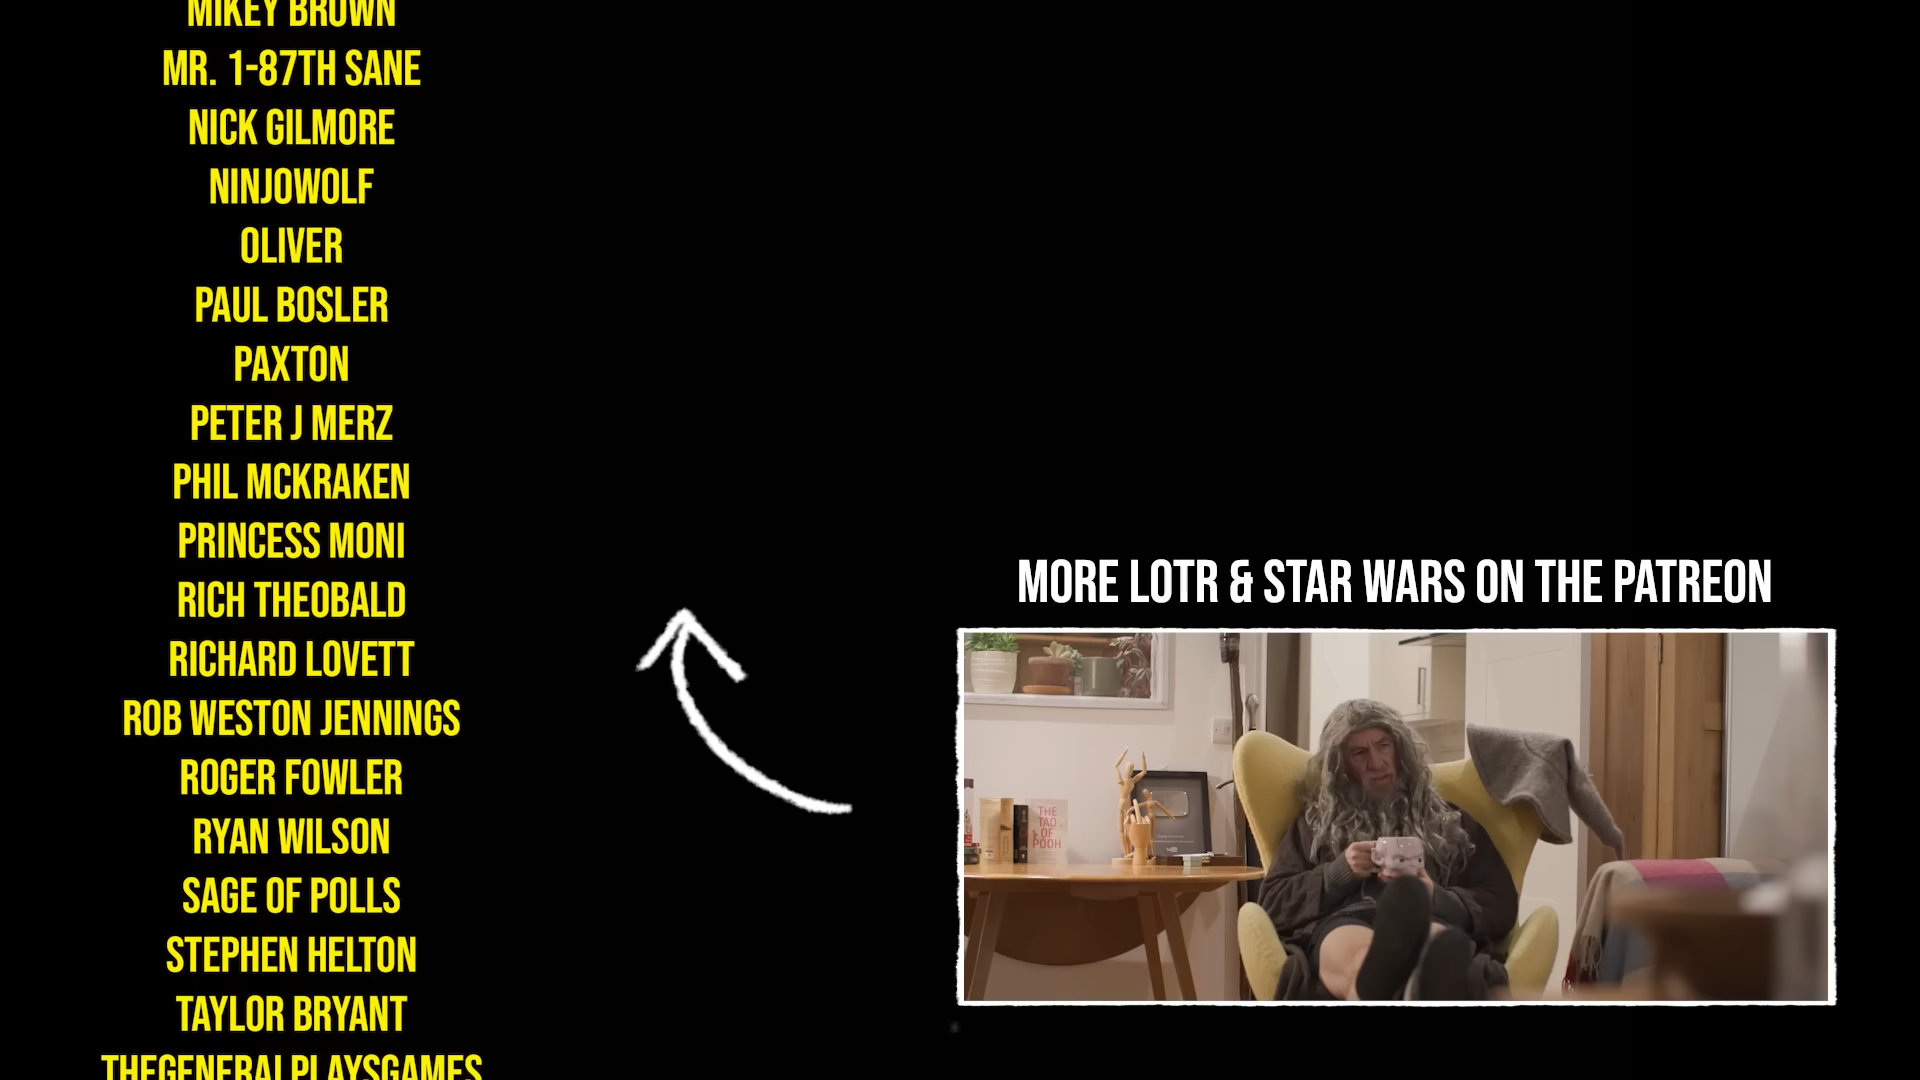 MIKEY BROWN
MR. 1-87TH SANE
NICK GILMORE
NINJOWOLF
OLIVER
PAUL BOSLER
PAXTON
PETER J MERZ
PHIL MCKRAKEN
PRINCESS MONI
RICH THEOBALD
RICHARD LOVETT
ROB WESTON JENNINGS
ROGER FOWLER
RYAN WILSON
SAGE OF POLLS
STEPHEN HELTON
TAYLOR BRYANT
THEGENERALPLAYSGAMES
MORE LOTR & STAR WARS ON THE PATREON
THE
TAO
OF
POOH